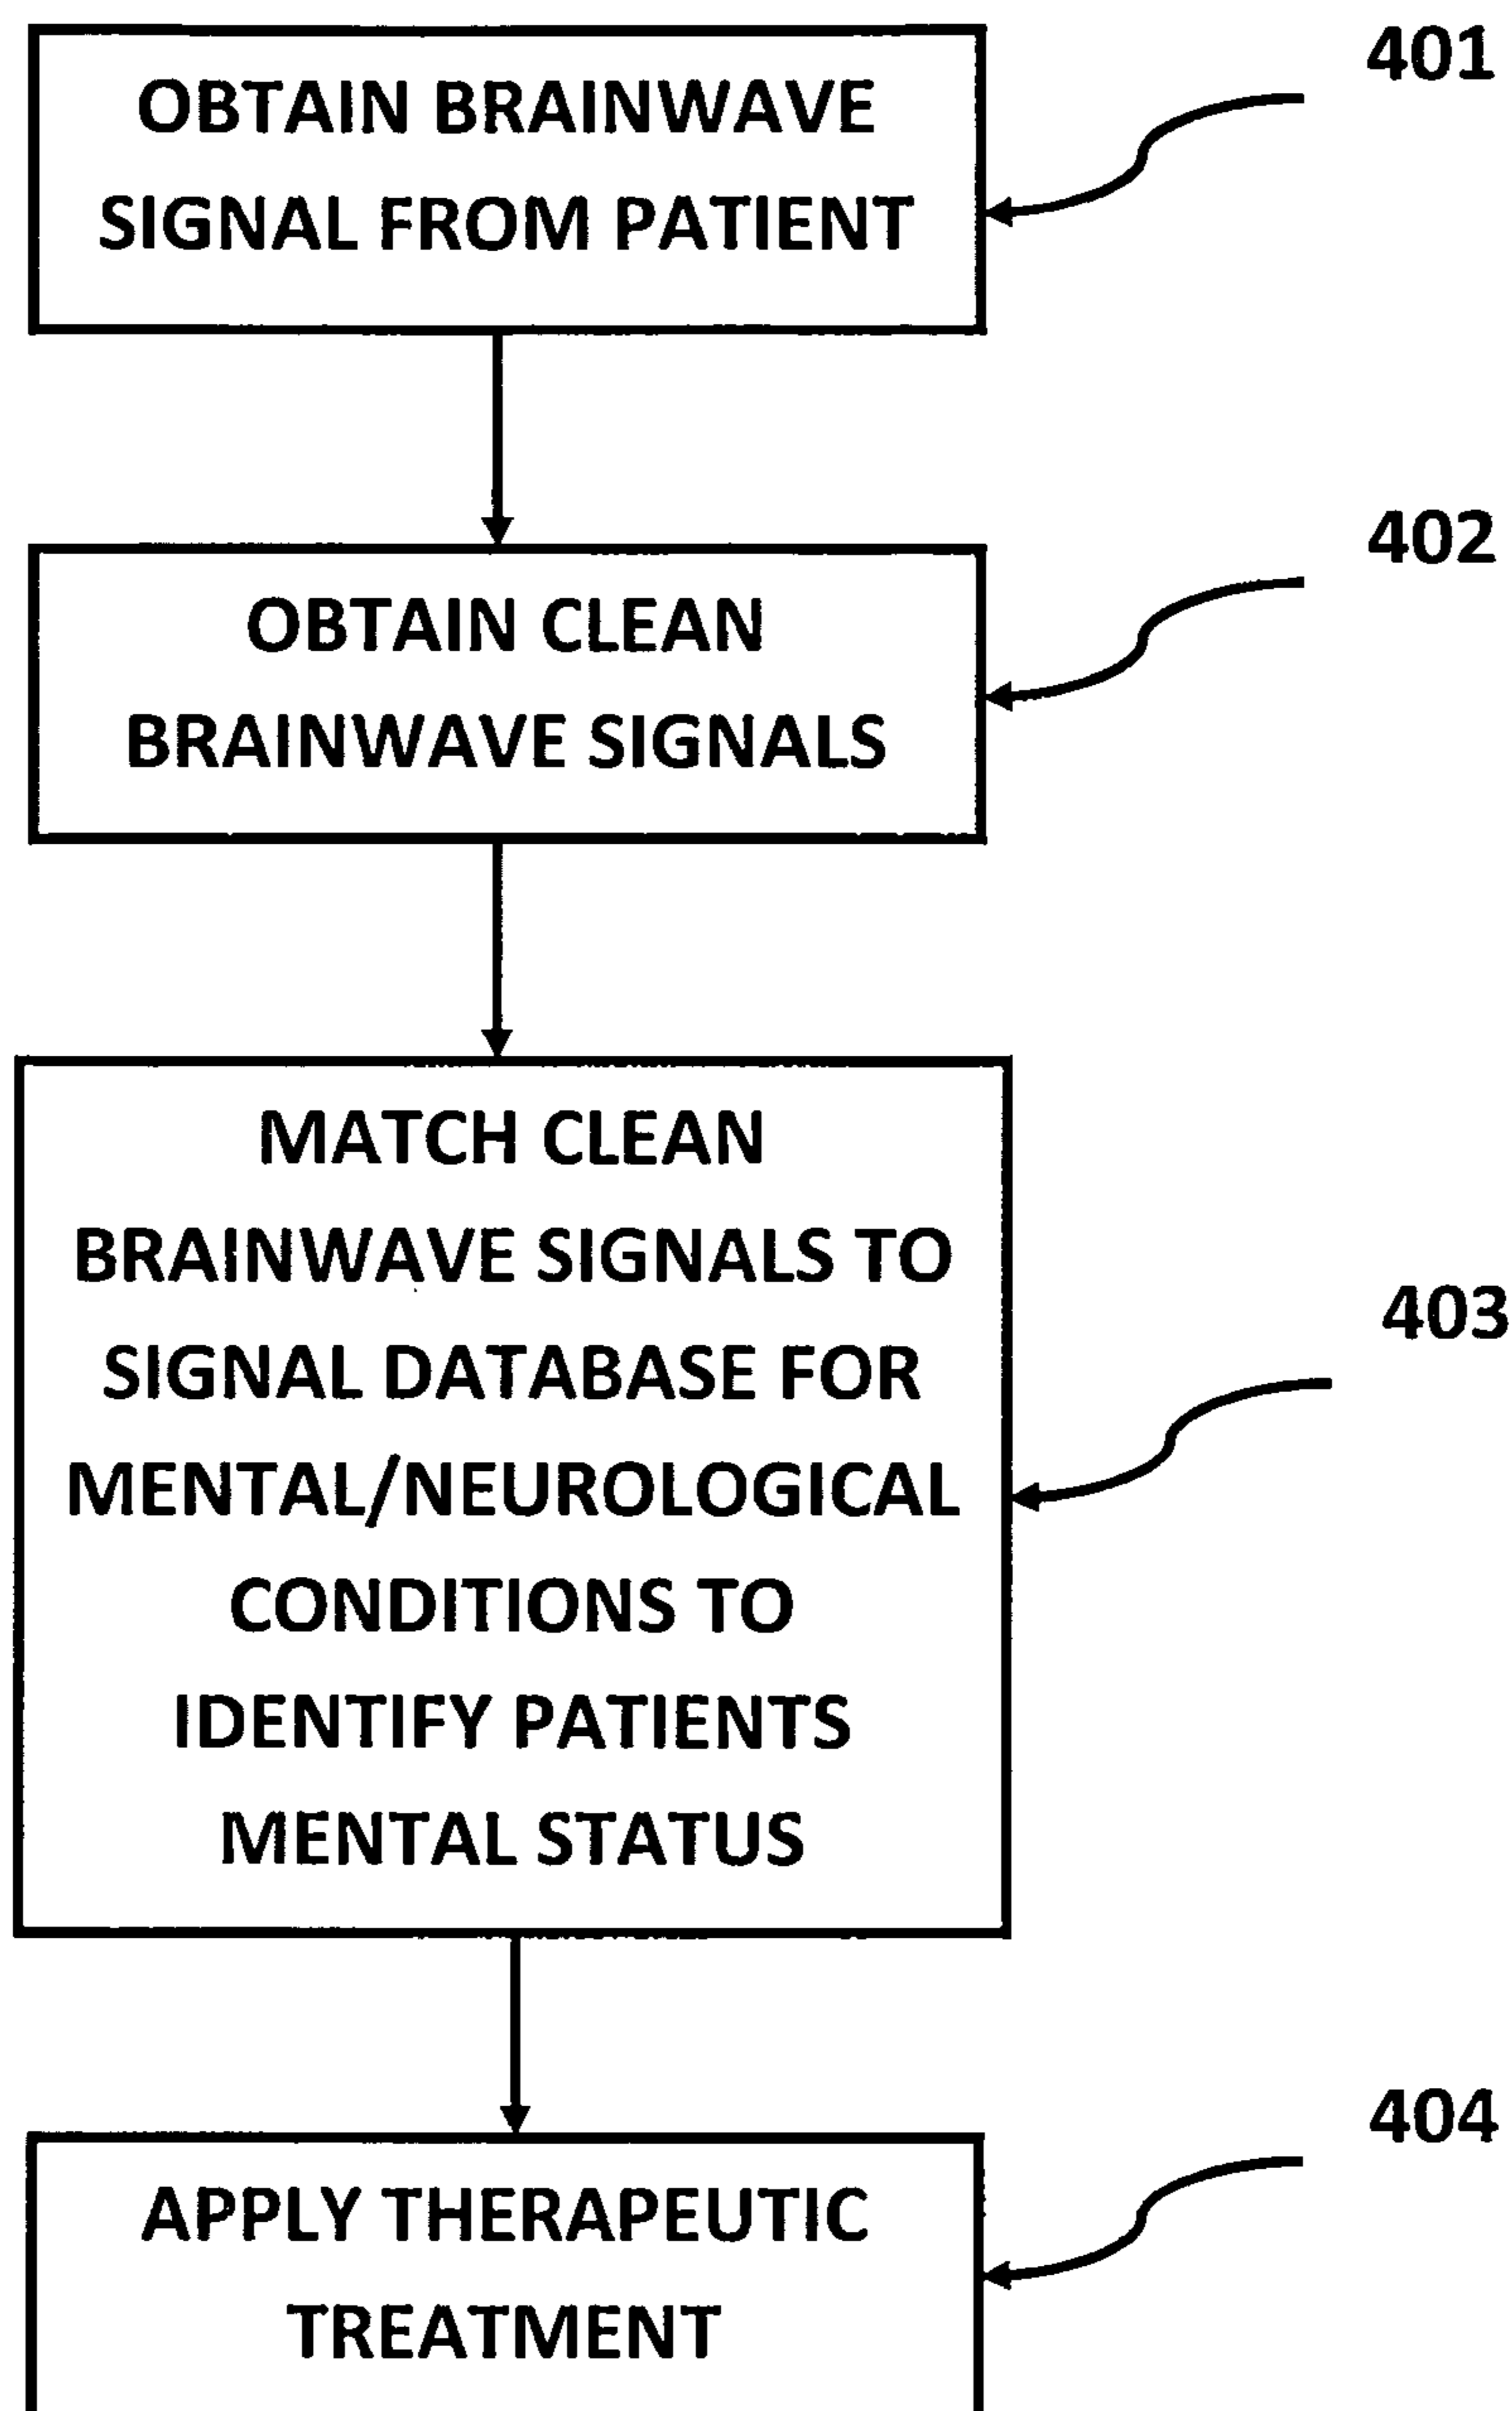 OBTAIN BRAINWAVE
SIGNAL FROM PATIENT
401
OBTAIN CLEAN
BRAINWAVE SIGNALS
402
MATCH CLEAN
BRAINWAVE SIGNALS TO
SIGNAL DATABASE FOR
MENTAL/NEUROLOGICAL
CONDITIONS TO
IDENTIFY PATIENTS
MENTAL STATUS
403
APPLY THERAPEUTIC
TREATMENT
404